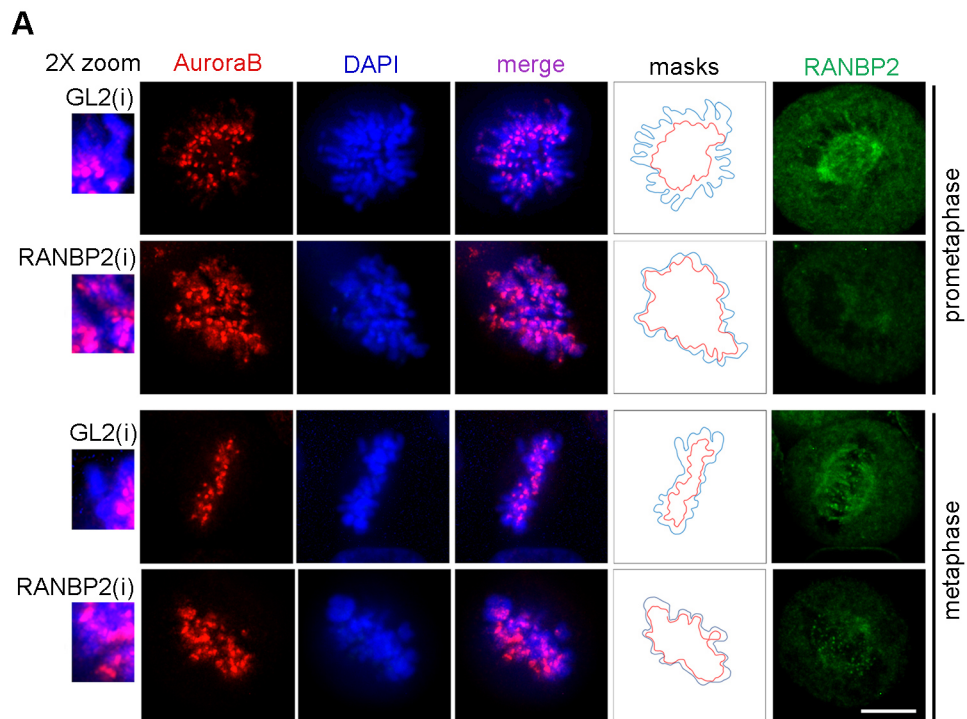 A
2X zoom AuroraB DAPI merge masks RANBP2
GL2(i)
RANBP2(i)
prometaphase
GL2(i)
RANBP2(i)
metaphase